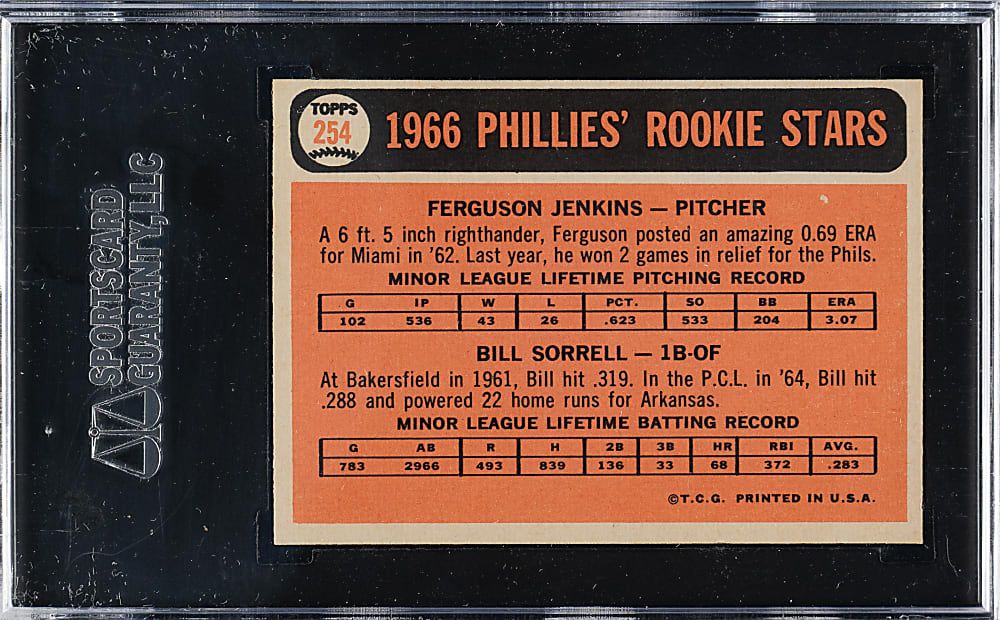 TOPPS
254
1966 PHILLIES' ROOKIE STARS
FERGUSON JENKINS — PITCHER
A 6 ft. 5 inch righthander, Ferguson posted an amazing 0.69 ERA
for Miami in '62. Last year, he won 2 games in relief for the Phils.
MINOR LEAGUE LIFETIME PITCHING RECORD
G IP W L PCT. SO BB ERA
102 536 43 26 .623 533 204 3.07
BILL SORRELL — 1B-OF
At Bakersfield in 1961, Bill hit .319. In the P.C.L. in '64, Bill hit
.288 and powered 22 home runs for Arkansas.
MINOR LEAGUE LIFETIME BATTING RECORD
G AB R H 2B 3B HR RBI AVG.
783 2966 493 839 136 33 68 372 .283
©T.C.G. PRINTED IN U.S.A.
SPORTSCARD
GUARANTY, LLC